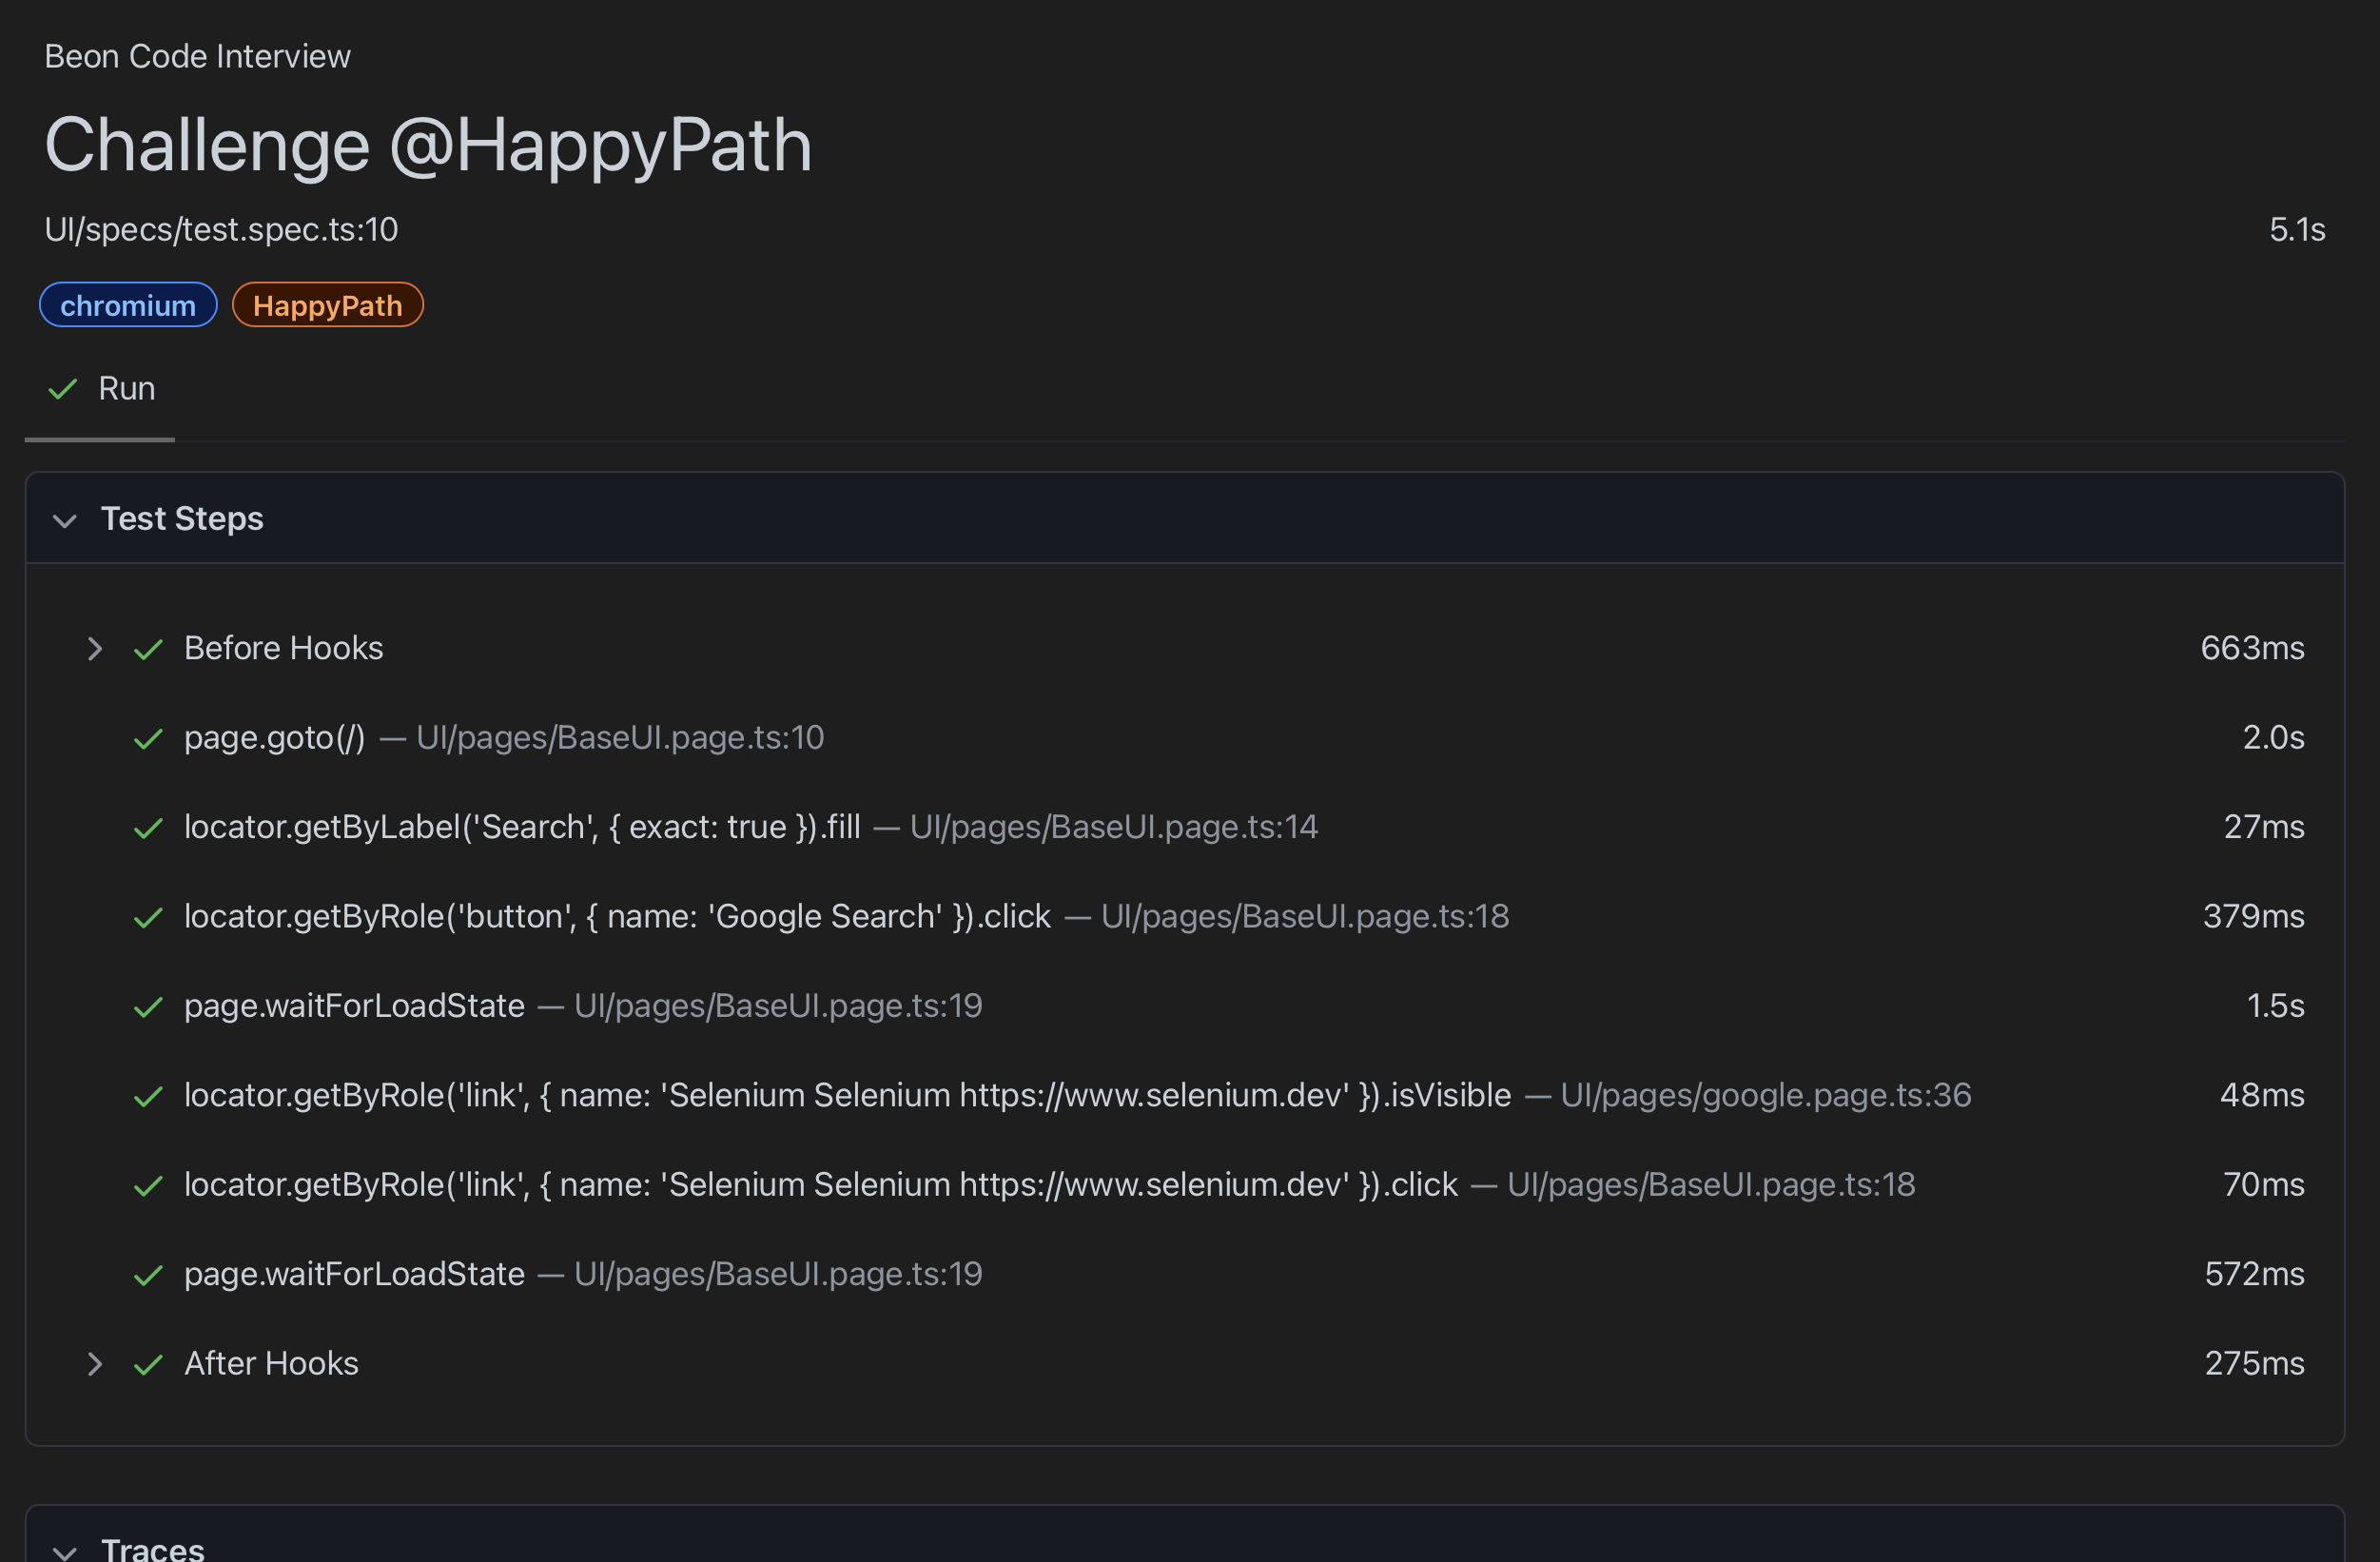 Beon Code Interview
Challenge @HappyPath
UI/specs/test.spec.ts:10 5.1s
chromium HappyPath
Run
Test Steps
Before Hooks 663ms
page.goto(/) — UI/pages/BaseUI.page.ts:10 2.0s
locator.getByLabel('Search', { exact: true }).fill — UI/pages/BaseUI.page.ts:14 27ms
locator.getByRole('button', { name: 'Google Search' }).click — UI/pages/BaseUI.page.ts:18 379ms
page.waitForLoadState — UI/pages/BaseUI.page.ts:19 1.5s
locator.getByRole('link', { name: 'Selenium Selenium https://www.selenium.dev' }).isVisible — UI/pages/google.page.ts:36 48ms
locator.getByRole('link', { name: 'Selenium Selenium https://www.selenium.dev' }).click — UI/pages/BaseUI.page.ts:18 70ms
page.waitForLoadState — UI/pages/BaseUI.page.ts:19 572ms
After Hooks 275ms
Traces